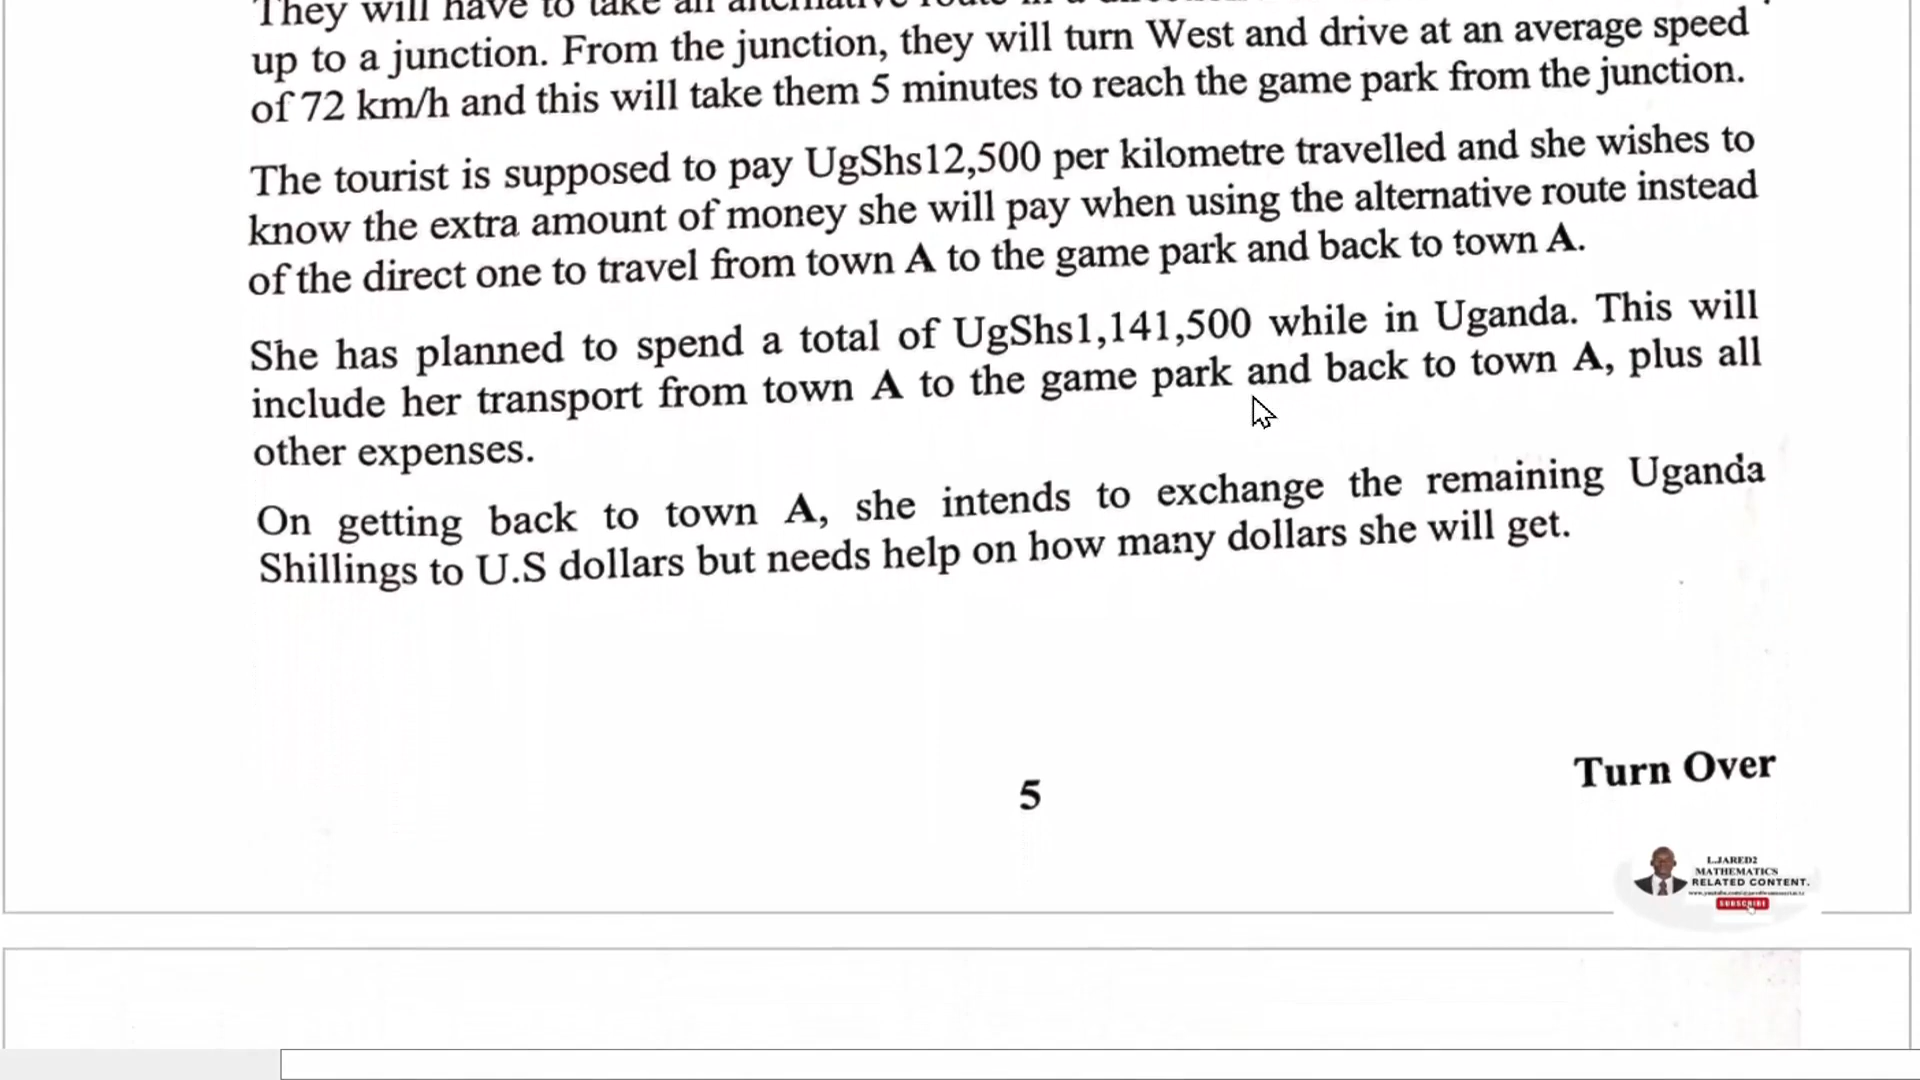 They will have to take an alternative route in a
up to a junction. From the junction, they will turn West and drive at an average speed
of 72 km/h and this will take them 5 minutes to reach the game park from the junction.
The tourist is supposed to pay UgShs12,500 per kilometre travelled and she wishes to
know the extra amount of money she will pay when using the alternative route instead
of the direct one to travel from town A to the game park and back to town A.
She has planned to spend a total of UgShs1,141,500 while in Uganda. This will
include her transport from town A to the game park and back to town A, plus all
other expenses.
On getting back to town A, she intends to exchange the remaining Uganda
Shillings to U.S dollars but needs help on how many dollars she will get.
5
Turn Over
L.JARED2
MATHEMATICS
RELATED CONTENT.
SUBSCRIBE